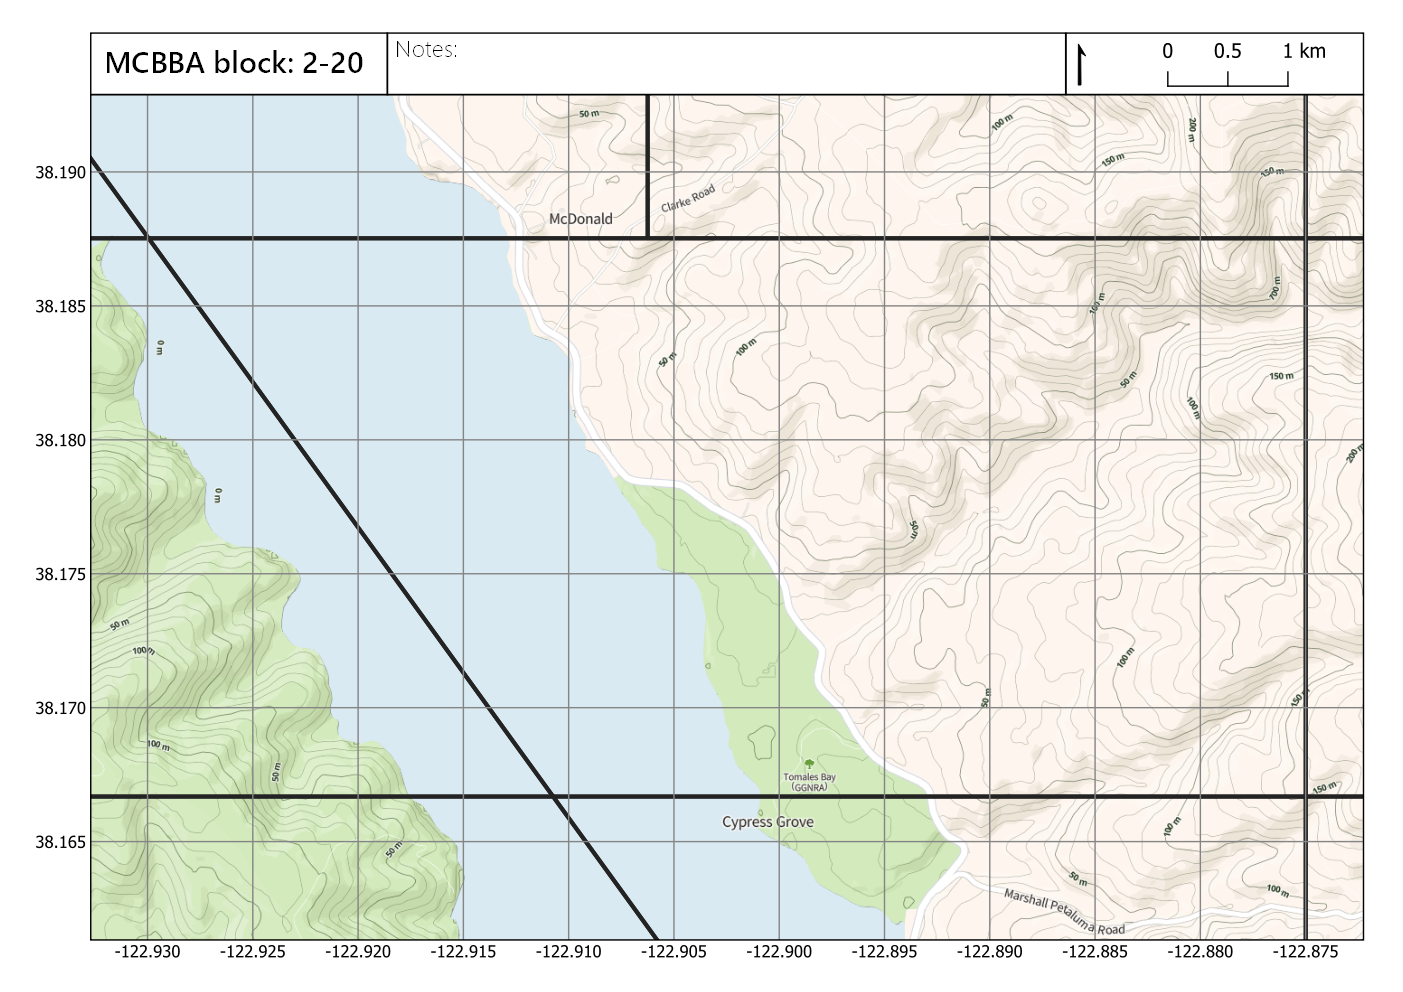 MCBBA block: 2-20
Notes:
0 0.5 1 km
50 m
100 m
200 m
150 m
150 m
38.190
Clarke Road
McDonald
38.185
700 m
100 m
0 m
50 m
100 m
50 m
150 m
100 m
38.180
200 m
0 m
50 m
38.175
50 m
100 m
100 m
50 m
150 m
38.170
100 m
50 m
Tomales Bay
(GGNRA)
150 m
Cypress Grove
100 m
38.165
50 m
50 m
100 m
Marshall Petaluma Road
-122.930 -122.925 -122.920 -122.915 -122.910 -122.905 -122.900 -122.895 -122.890 -122.885 -122.880 -122.875